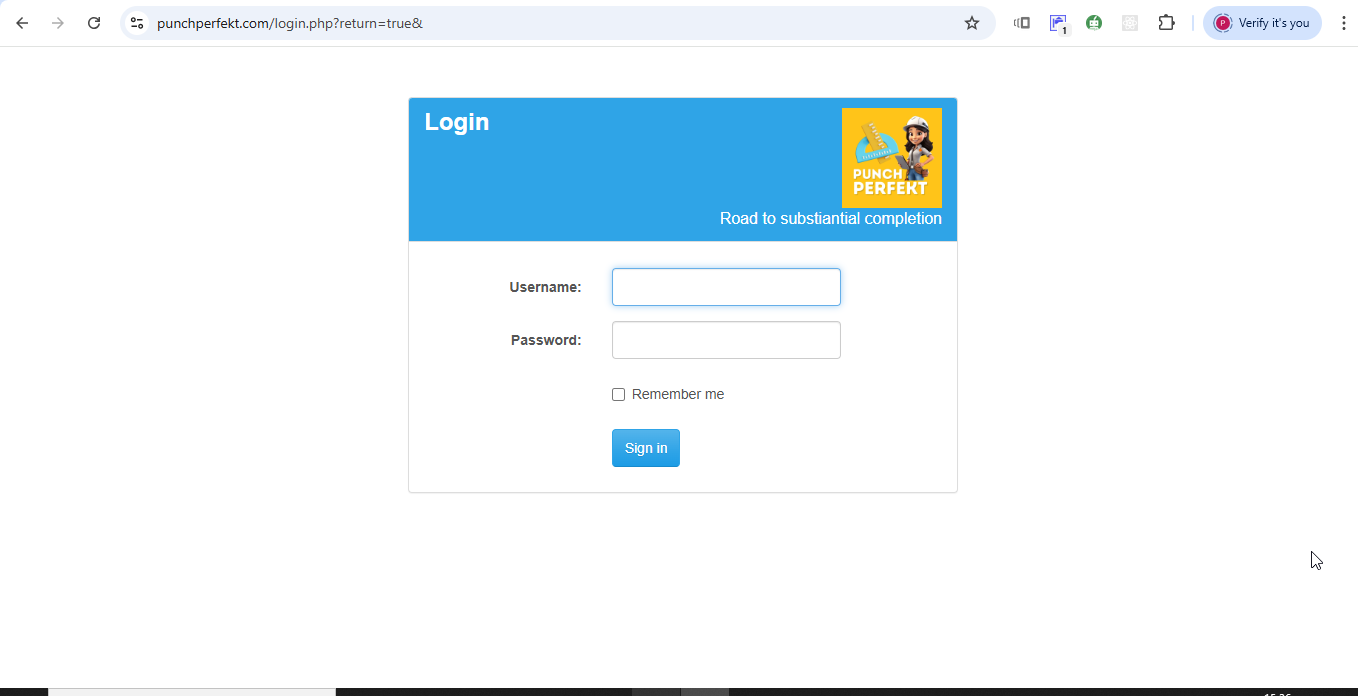 punchperfekt.com/login.php?return=true&
1
P
Verify it's you
Login
PUNCH
PERFEKT
Road to substiantial completion
Username:
Password:
Remember me
Sign in